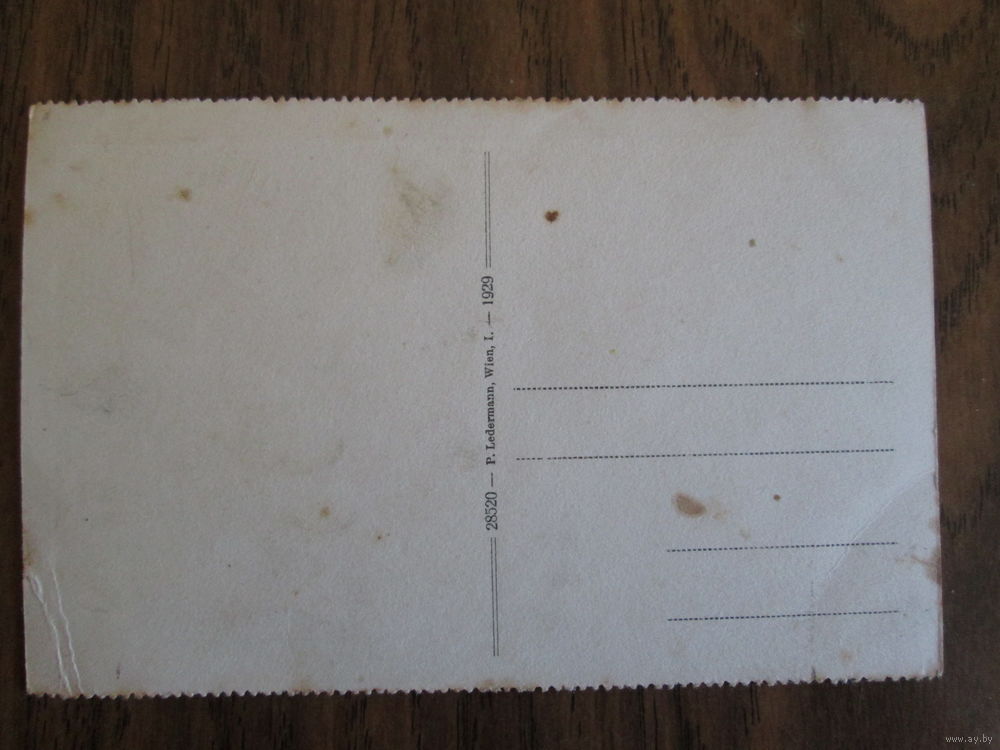 28520 — P. Ledermann, Wien, I. — 1929
www.ay.by